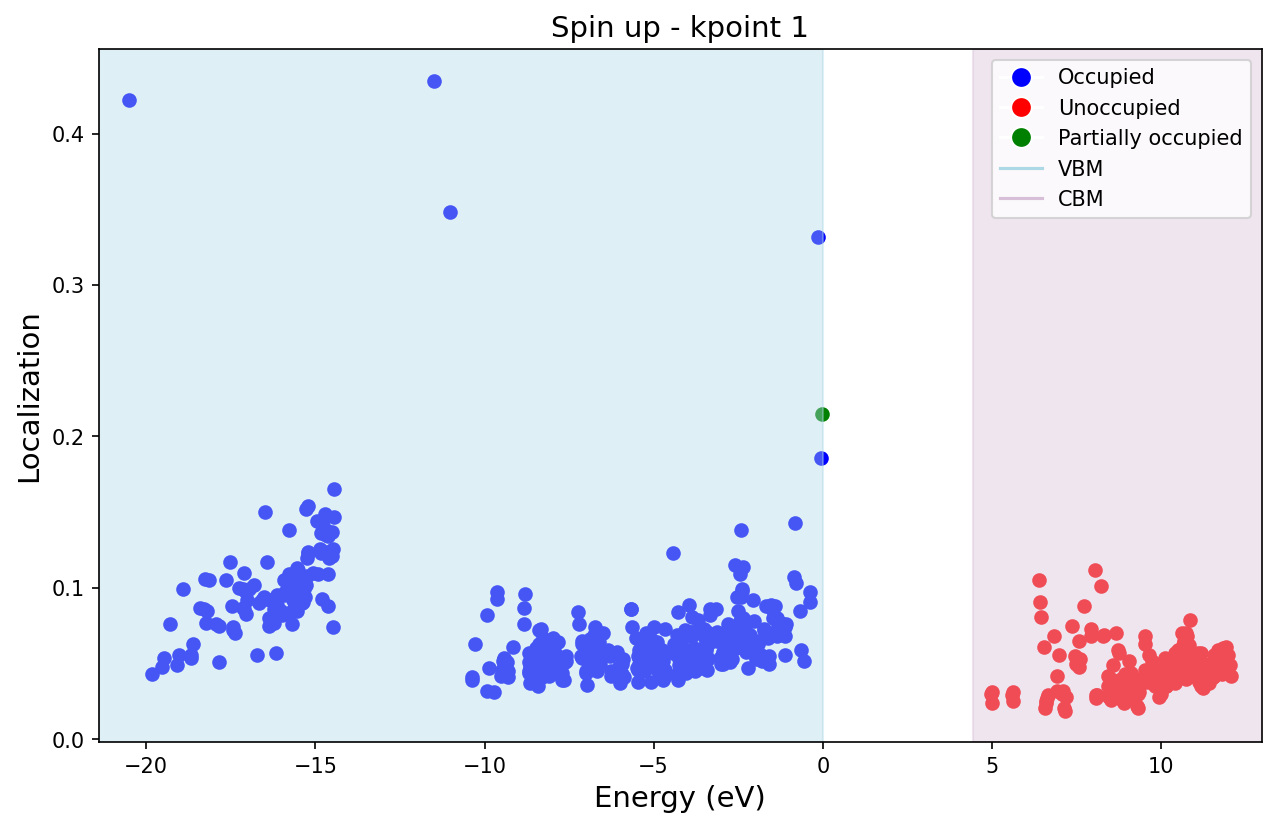 Spin up - kpoint 1
Localization
0.4
0.3
0.2
0.1
0.0
Occupied
Unoccupied
Partially occupied
VBM
CBM
−20
−15
−10
−5
0
5
10
Energy (eV)